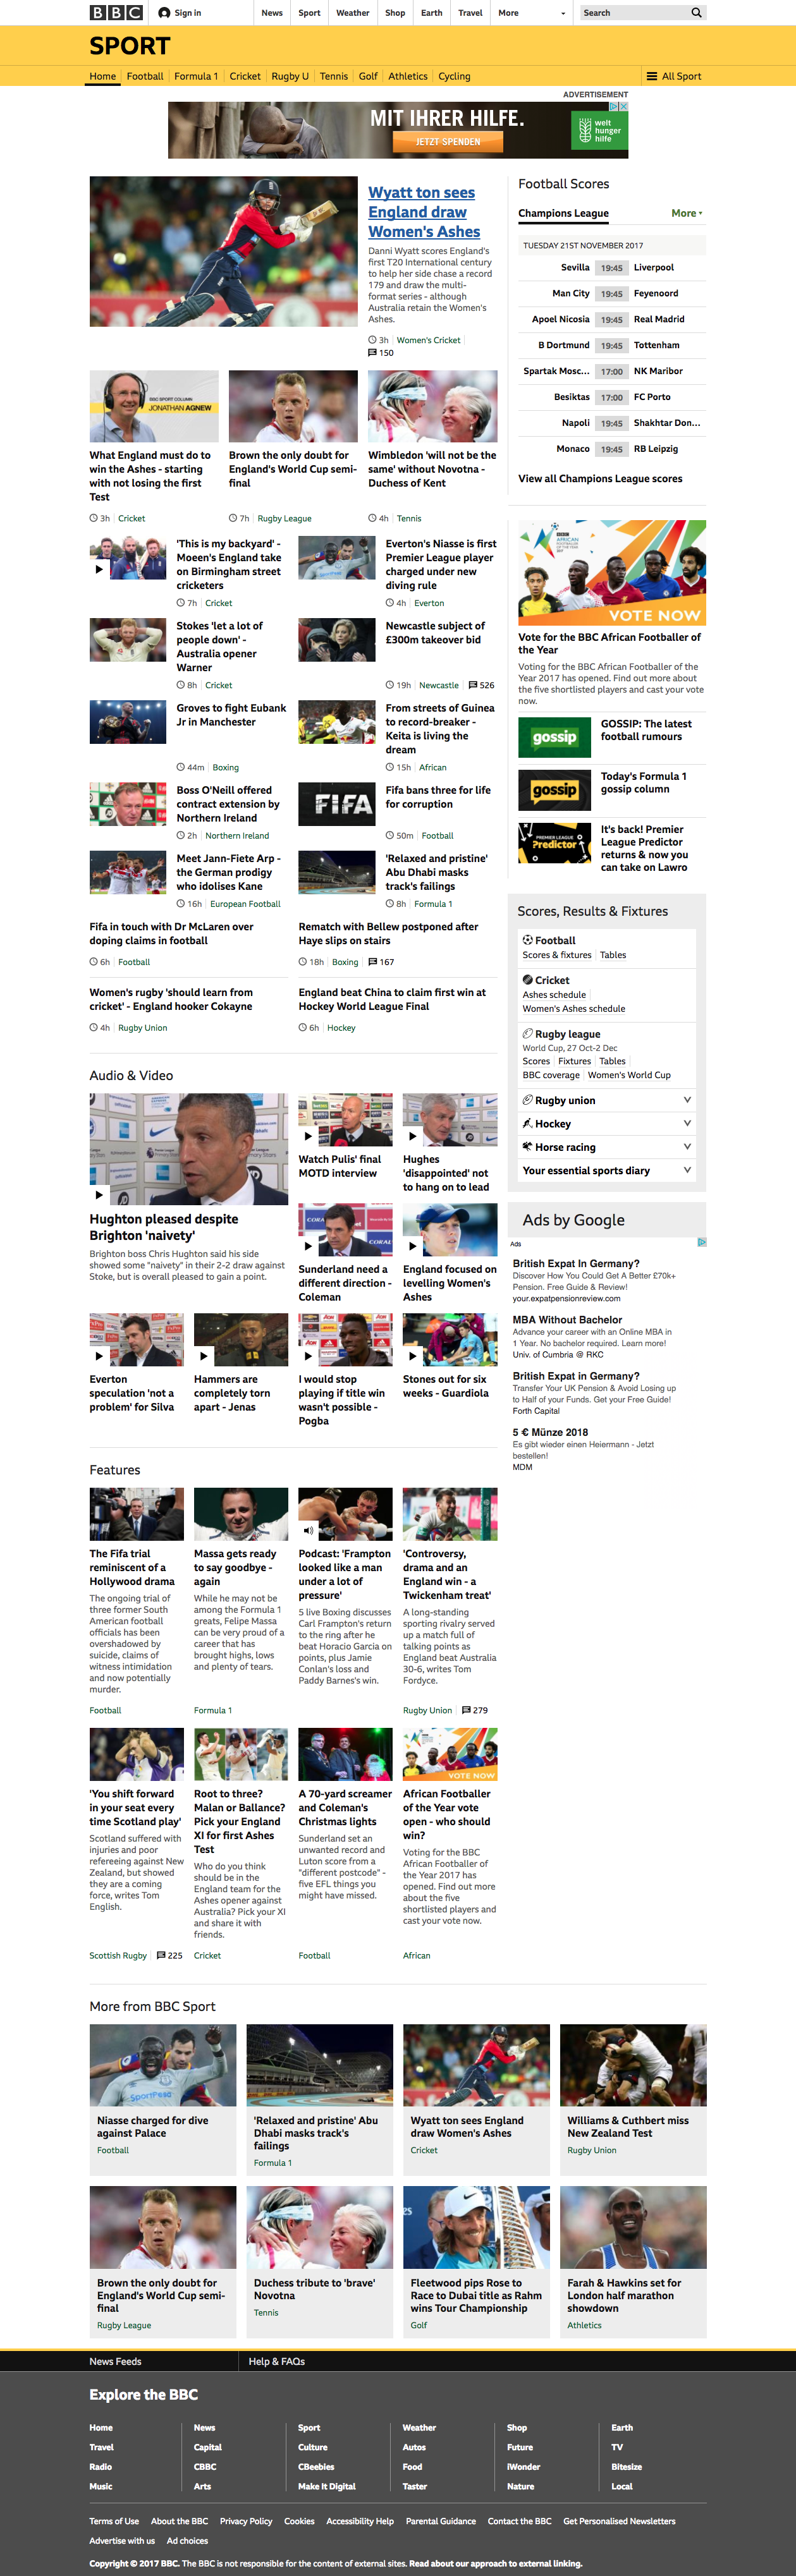 BBC
Sign in
News
Sport
Weather
Shop
Earth
Travel
More
Search
SPORT
Home
Football
Formula 1
Cricket
Rugby U
Tennis
Golf
Athletics
Cycling
All Sport
ADVERTISEMENT
MIT IHRER HILFE.
JETZT SPENDEN
welt
hunger
hilfe
Wyatt ton sees
England draw
Women's Ashes
Danni Wyatt scores England's
first T20 International century
to help her side chase a record
179 and draw the multi-
format series - although
Australia retain the Women's
Ashes.
3h
Women's Cricket
150
BBC SPORT COLUMN
JONATHAN AGNEW
What England must do to
win the Ashes - starting
with not losing the first
Test
3h
Cricket
Brown the only doubt for
England's World Cup semi-
final
7h
Rugby League
Wimbledon 'will not be the
same' without Novotna -
Duchess of Kent
4h
Tennis
'This is my backyard' -
Moeen's England take
on Birmingham street
cricketers
7h
Cricket
Everton's Niasse is first
Premier League player
charged under new
diving rule
4h
Everton
Stokes 'let a lot of
people down' -
Australia opener
Warner
8h
Cricket
Newcastle subject of
£300m takeover bid
19h
Newcastle
526
Groves to fight Eubank
Jr in Manchester
44m
Boxing
From streets of Guinea
to record-breaker -
Keita is living the
dream
15h
African
Boss O'Neill offered
contract extension by
Northern Ireland
2h
Northern Ireland
FIFA
Fifa bans three for life
for corruption
50m
Football
Meet Jann-Fiete Arp -
the German prodigy
who idolises Kane
16h
European Football
'Relaxed and pristine'
Abu Dhabi masks
track's failings
8h
Formula 1
Fifa in touch with Dr McLaren over
doping claims in football
6h
Football
Rematch with Bellew postponed after
Haye slips on stairs
18h
Boxing
167
Women's rugby 'should learn from
cricket' - England hooker Cokayne
4h
Rugby Union
England beat China to claim first win at
Hockey World League Final
6h
Hockey
Football Scores
Champions League
More
TUESDAY 21ST NOVEMBER 2017
Sevilla 19:45 Liverpool
Man City 19:45 Feyenoord
Apoel Nicosia 19:45 Real Madrid
B Dortmund 19:45 Tottenham
Spartak Mosc... 17:00 NK Maribor
Besiktas 17:00 FC Porto
Napoli 19:45 Shakhtar Don...
Monaco 19:45 RB Leipzig
View all Champions League scores
VOTE NOW
Vote for the BBC African Footballer of
the Year
Voting for the BBC African Footballer of the
Year 2017 has opened. Find out more about
the five shortlisted players and cast your vote
now.
gossip
GOSSIP: The latest
football rumours
gossip
Today's Formula 1
gossip column
PREMIER LEAGUE
Predictor
It's back! Premier
League Predictor
returns & now you
can take on Lawro
Scores, Results & Fixtures
Football
Scores & fixtures
Tables
Cricket
Ashes schedule
Women's Ashes schedule
Rugby league
World Cup, 27 Oct-2 Dec
Scores
Fixtures
Tables
BBC coverage
Women's World Cup
Rugby union
Hockey
Horse racing
Your essential sports diary
Ads by Google
Ads
British Expat In Germany?
Discover How You Could Get A Better £70k+
Pension. Free Guide & Review!
your.expatpensionreview.com
MBA Without Bachelor
Advance your career with an Online MBA in
1 Year. No bachelor required. Learn more!
Univ. of Cumbria @ RKC
British Expat in Germany?
Transfer Your UK Pension & Avoid Losing up
to Half of your Funds. Get your Free Guide!
Forth Capital
5 € Münze 2018
Es gibt wieder einen Heiermann - Jetzt
bestellen!
MDM
Audio & Video
Hughton pleased despite
Brighton 'naivety'
Brighton boss Chris Hughton said his side
showed some "naivety" in their 2-2 draw against
Stoke, but is overall pleased to gain a point.
Watch Pulis' final
MOTD interview
Hughes
'disappointed' not
to hang on to lead
CORAL
Sunderland need a
different direction -
Coleman
England focused on
levelling Women's
Ashes
Everton
speculation 'not a
problem' for Silva
Hammers are
completely torn
apart - Jenas
I would stop
playing if title win
wasn't possible -
Pogba
Stones out for six
weeks - Guardiola
Features
The Fifa trial
reminiscent of a
Hollywood drama
The ongoing trial of
three former South
American football
officials has been
overshadowed by
suicide, claims of
witness intimidation
and now potentially
murder.
Football
Massa gets ready
to say goodbye -
again
While he may not be
among the Formula 1
greats, Felipe Massa
can be very proud of a
career that has
brought highs, lows
and plenty of tears.
Formula 1
Podcast: 'Frampton
looked like a man
under a lot of
pressure'
5 live Boxing discusses
Carl Frampton's return
to the ring after he
beat Horacio Garcia on
points, plus Jamie
Conlan's loss and
Paddy Barnes's win.
'Controversy,
drama and an
England win - a
Twickenham treat'
A long-standing
sporting rivalry served
up a match full of
talking points as
England beat Australia
30-6, writes Tom
Fordyce.
Rugby Union
279
'You shift forward
in your seat every
time Scotland play'
Scotland suffered with
injuries and poor
refereeing against New
Zealand, but showed
they are a coming
force, writes Tom
English.
Scottish Rugby
225
Root to three?
Malan or Ballance?
Pick your England
XI for first Ashes
Test
Who do you think
should be in the
England team for the
Ashes opener against
Australia? Pick your XI
and share it with
friends.
Cricket
A 70-yard screamer
and Coleman's
Christmas lights
Sunderland set an
unwanted record and
Luton score from a
"different postcode" -
five EFL things you
might have missed.
Football
VOTE NOW
African Footballer
of the Year vote
open - who should
win?
Voting for the BBC
African Footballer of
the Year 2017 has
opened. Find out more
about the five
shortlisted players and
cast your vote now.
African
More from BBC Sport
SportPesa
Niasse charged for dive
against Palace
Football
'Relaxed and pristine' Abu
Dhabi masks track's
failings
Formula 1
Wyatt ton sees England
draw Women's Ashes
Cricket
Williams & Cuthbert miss
New Zealand Test
Rugby Union
Brown the only doubt for
England's World Cup semi-
final
Rugby League
Duchess tribute to 'brave'
Novotna
Tennis
Fleetwood pips Rose to
Race to Dubai title as Rahm
wins Tour Championship
Golf
Farah & Hawkins set for
London half marathon
showdown
Athletics
News Feeds
Help & FAQs
Explore the BBC
Home
News
Sport
Weather
Shop
Earth
Travel
Capital
Culture
Autos
Future
TV
Radio
CBBC
CBeebies
Food
iWonder
Bitesize
Music
Arts
Make It Digital
Taster
Nature
Local
Terms of Use
About the BBC
Privacy Policy
Cookies
Accessibility Help
Parental Guidance
Contact the BBC
Get Personalised Newsletters
Advertise with us
Ad choices
Copyright © 2017 BBC. The BBC is not responsible for the content of external sites. Read about our approach to external linking.